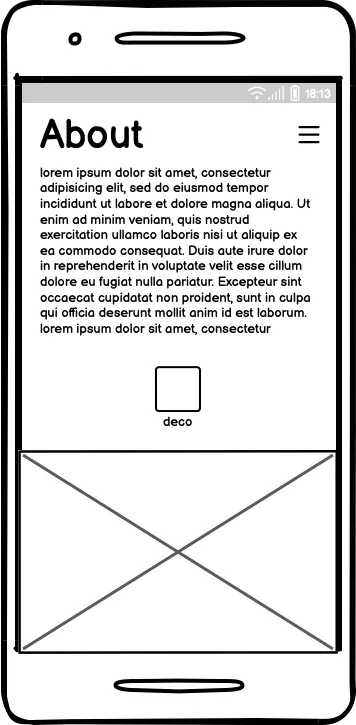 18:13
About
lorem ipsum dolor sit amet, consectetur
adipisicing elit, sed do eiusmod tempor
incididunt ut labore et dolore magna aliqua. Ut
enim ad minim veniam, quis nostrud
exercitation ullamco laboris nisi ut aliquip ex
ea commodo consequat. Duis aute irure dolor
in reprehenderit in voluptate velit esse cillum
dolore eu fugiat nulla pariatur. Excepteur sint
occaecat cupidatat non proident, sunt in culpa
qui officia deserunt mollit anim id est laborum.
lorem ipsum dolor sit amet, consectetur
deco